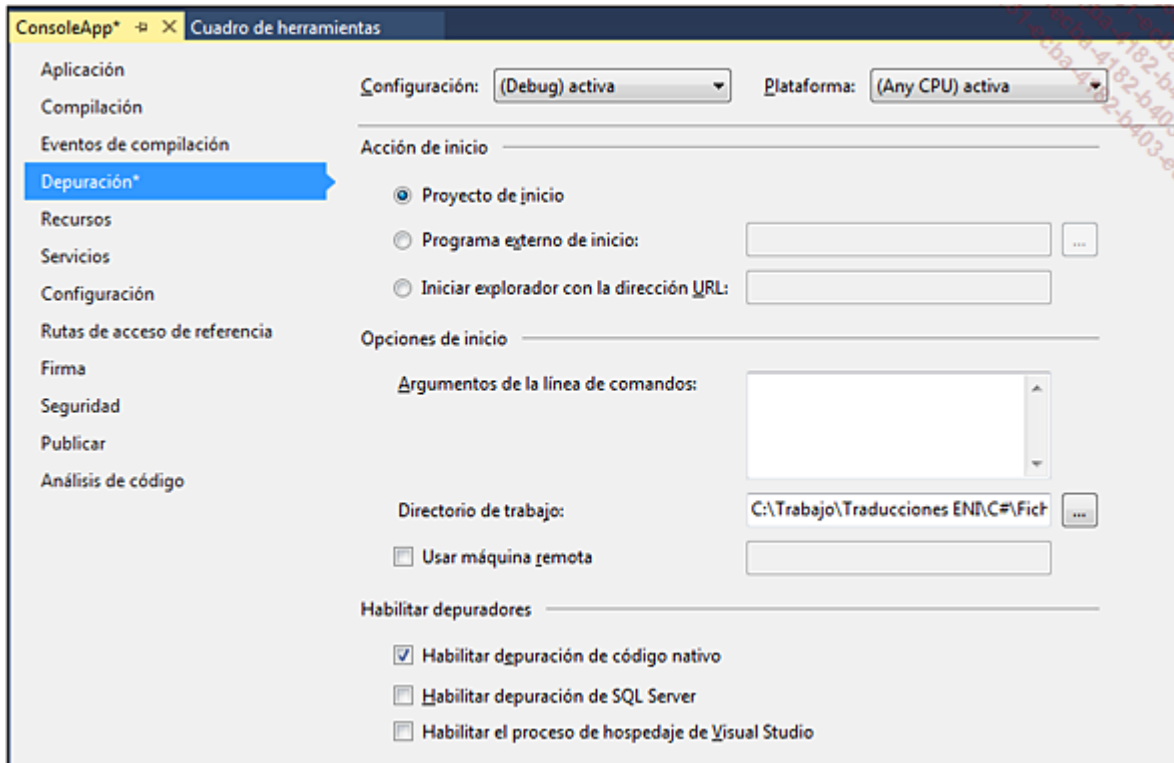 ConsoleApp* Cuadro de herramientas
Aplicación
Compilación
Eventos de compilación
Depuración*
Recursos
Servicios
Configuración
Rutas de acceso de referencia
Firma
Seguridad
Publicar
Análisis de código
Configuración: (Debug) activa Plataforma: (Any CPU) activa
Acción de inicio
Proyecto de inicio
Programa externo de inicio: ...
Iniciar explorador con la dirección URL:
Opciones de inicio
Argumentos de la línea de comandos:
Directorio de trabajo: C:\Trabajo\Traducciones ENI\C#\Fich ...
Usar máquina remota
Habilitar depuradores
Habilitar depuración de código nativo
Habilitar depuración de SQL Server
Habilitar el proceso de hospedaje de Visual Studio